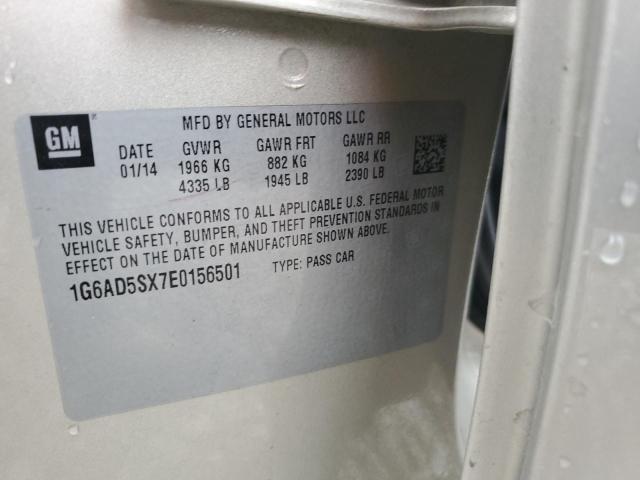 GM
MFD BY GENERAL MOTORS LLC
DATE GVWR GAWR FRT GAWR RR
01/14 1966 KG 882 KG 1084 KG
4335 LB 1945 LB 2390 LB
THIS VEHICLE CONFORMS TO ALL APPLICABLE U.S. FEDERAL MOTOR
VEHICLE SAFETY, BUMPER, AND THEFT PREVENTION STANDARDS IN
EFFECT ON THE DATE OF MANUFACTURE SHOWN ABOVE.
1G6AD5SX7E0156501 TYPE: PASS CAR